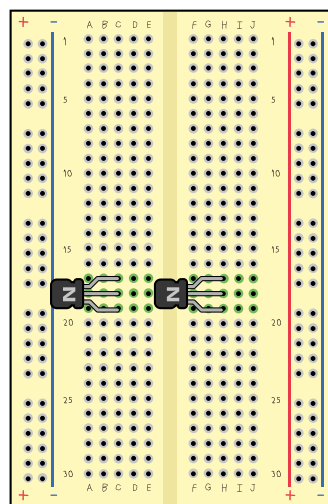 + − A B C D E F G H I J + −
1 1
5 5
10 10
15 15
N N
20 20
25 25
30 30
+ − A B C D E F G H I J + −